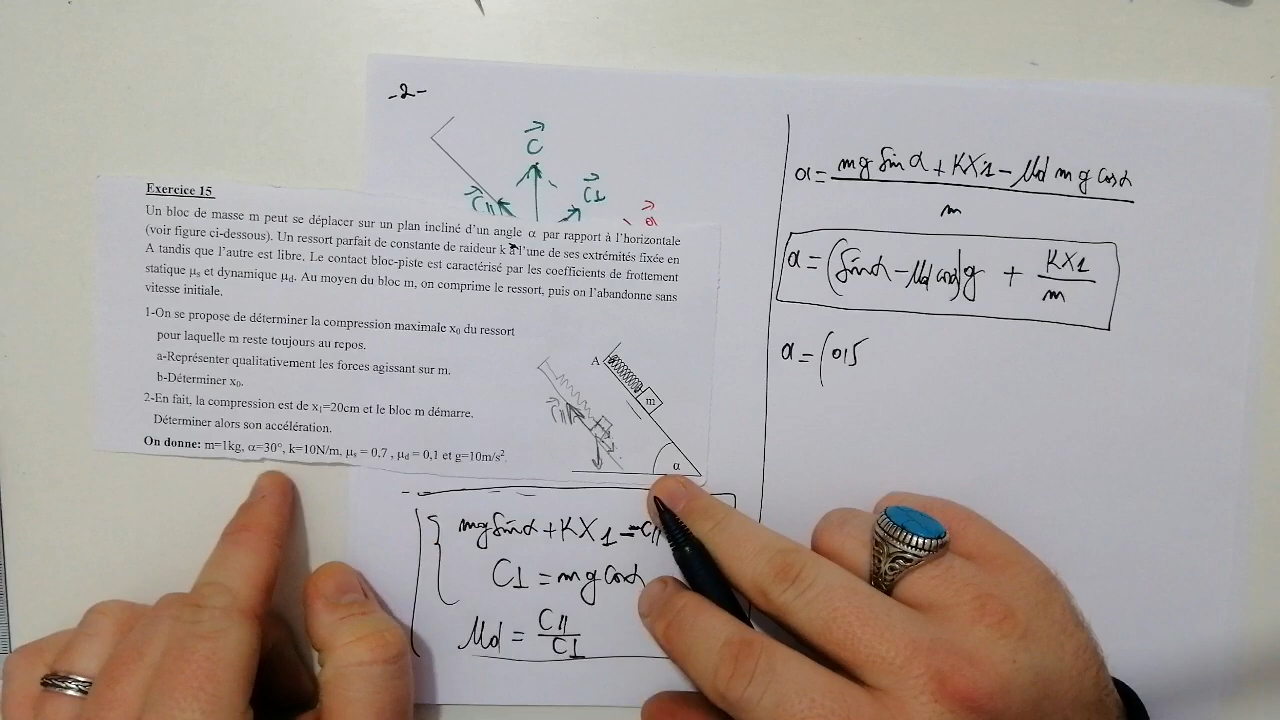 -2-
C
C//
C⊥
a
Exercice 15
Un bloc de masse m peut se déplacer sur un plan incliné d'un angle α par rapport à l'horizontale
(voir figure ci-dessous). Un ressort parfait de constante de raideur k à l'une de ses extrémités fixée en
A tandis que l'autre est libre. Le contact bloc-piste est caractérisé par les coefficients de frottement
statique μs et dynamique μd. Au moyen du bloc m, on comprime le ressort, puis on l'abandonne sans
vitesse initiale.
1-On se propose de déterminer la compression maximale x₀ du ressort
pour laquelle m reste toujours au repos.
a-Représenter qualitativement les forces agissant sur m.
b-Déterminer x₀.
2-En fait, la compression est de x₁=20cm et le bloc m démarre.
Déterminer alors son accélération.
On donne: m=1kg, α=30°, k=10N/m, μs = 0,7 , μd = 0,1 et g=10m/s².
A
m
α
C//
mg Sinα + KX1 = C//
C⊥ = mg Cosα
Md = C// / C⊥
a = mg Sinα + KX1 - Md mg cosα / m
a = (Sinα - Md cosα)g + KX1 / m
a = (0,5